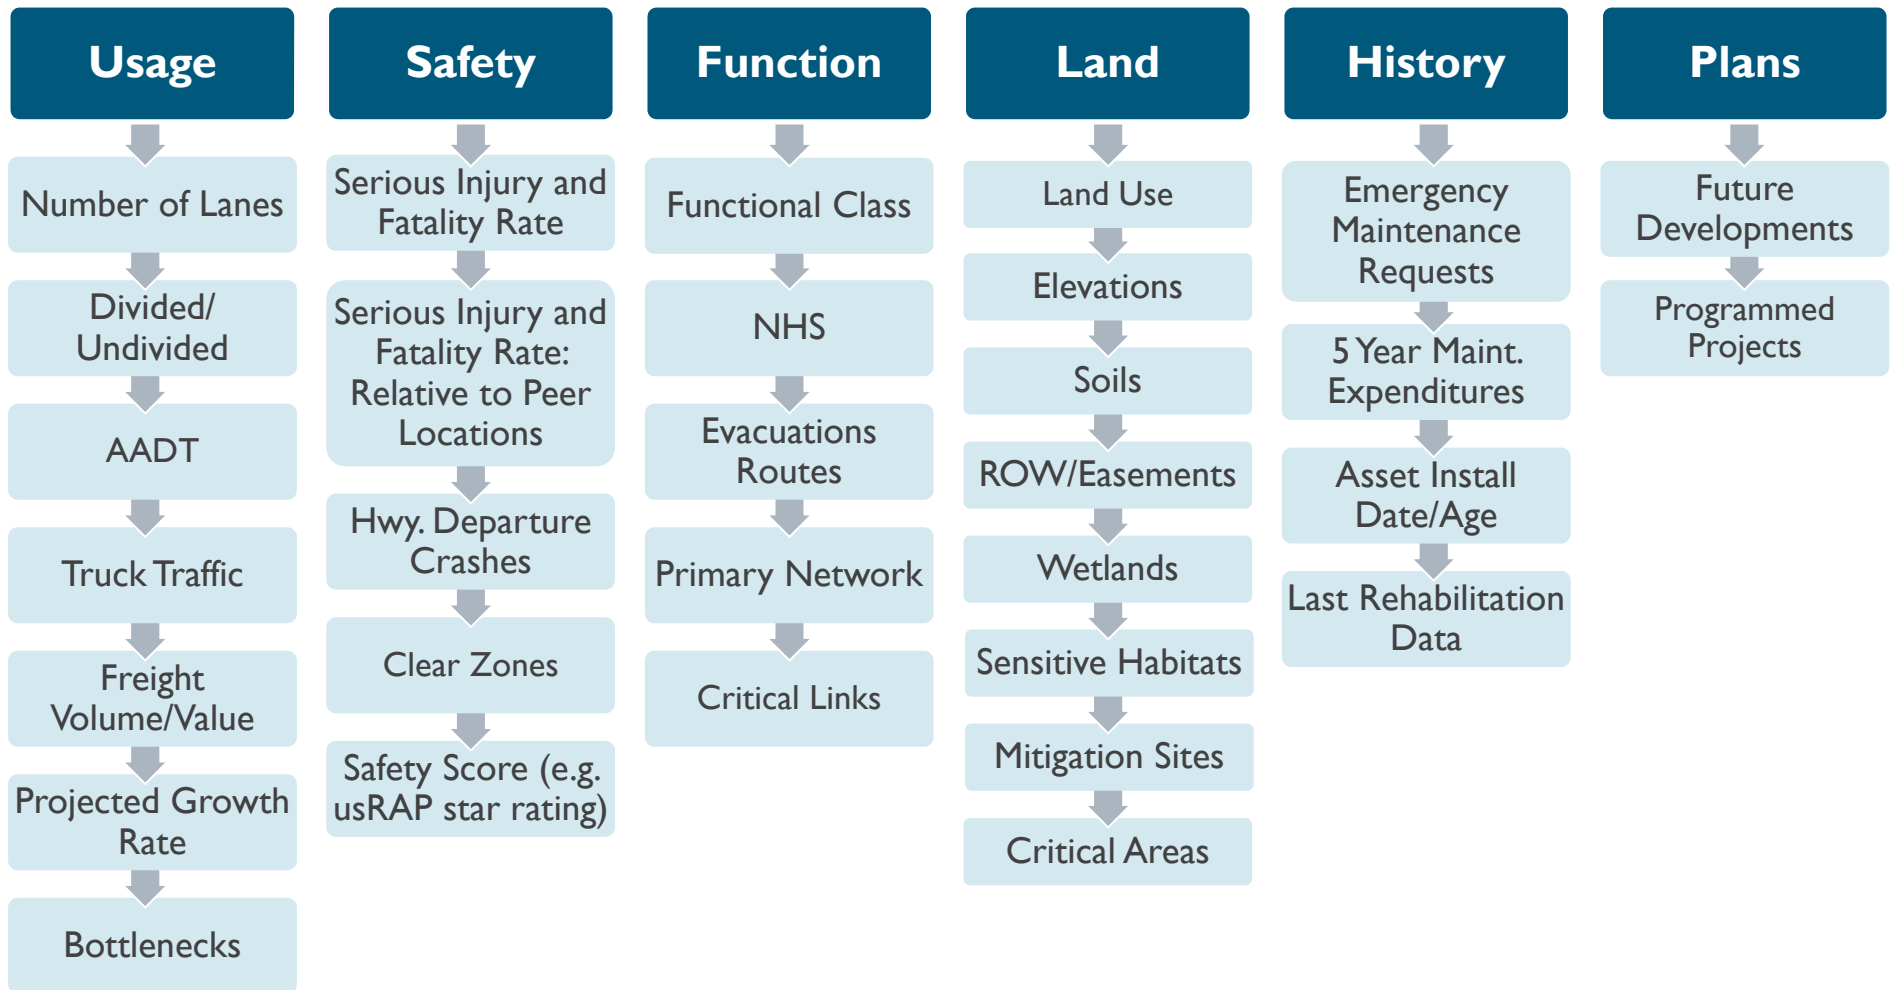 Usage
Number of Lanes
Divided/
Undivided
AADT
Truck Traffic
Freight
Volume/Value
Projected Growth
Rate
Bottlenecks
Safety
Serious Injury and
Fatality Rate
Serious Injury and
Fatality Rate:
Relative to Peer
Locations
Hwy. Departure
Crashes
Clear Zones
Safety Score (e.g.
usRAP star rating)
Function
Functional Class
NHS
Evacuations
Routes
Primary Network
Critical Links
Land
Land Use
Elevations
Soils
ROW/Easements
Wetlands
Sensitive Habitats
Mitigation Sites
Critical Areas
History
Emergency
Maintenance
Requests
5 Year Maint.
Expenditures
Asset Install
Date/Age
Last Rehabilitation
Data
Plans
Future
Developments
Programmed
Projects